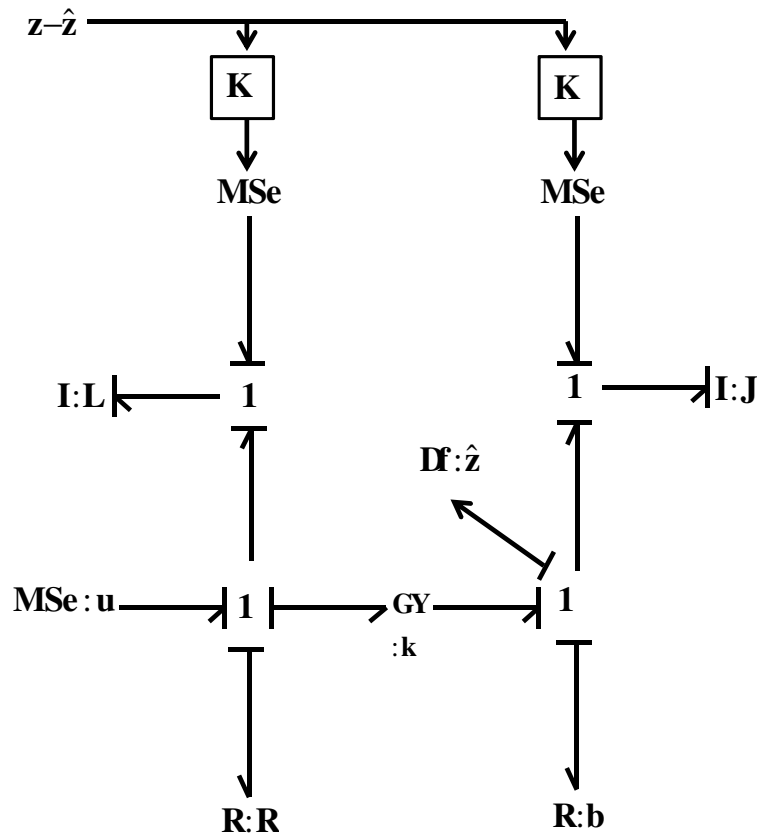 z–ẑ
K K
MSe MSe
I:L 1 1 I:J
Df:ẑ
MSe:u 1 GY 1
:k
R:R R:b